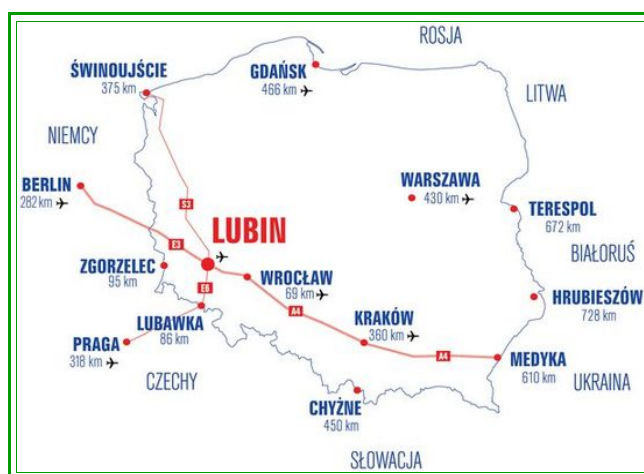 ROSJA
ŚWINOUJŚCIE
375 km
GDAŃSK
466 km
LITWA
NIEMCY
BERLIN
282 km
S3
WARSZAWA
430 km
TERESPOL
672 km
LUBIN
E3
BIAŁORUŚ
ZGORZELEC
95 km
WROCŁAW
69 km
E6
HRUBIESZÓW
728 km
LUBAWKA
86 km
A4
KRAKÓW
360 km
PRAGA
318 km
A4
MEDYKA
610 km
CZECHY
UKRAINA
CHYŻNE
450 km
SŁOWACJA